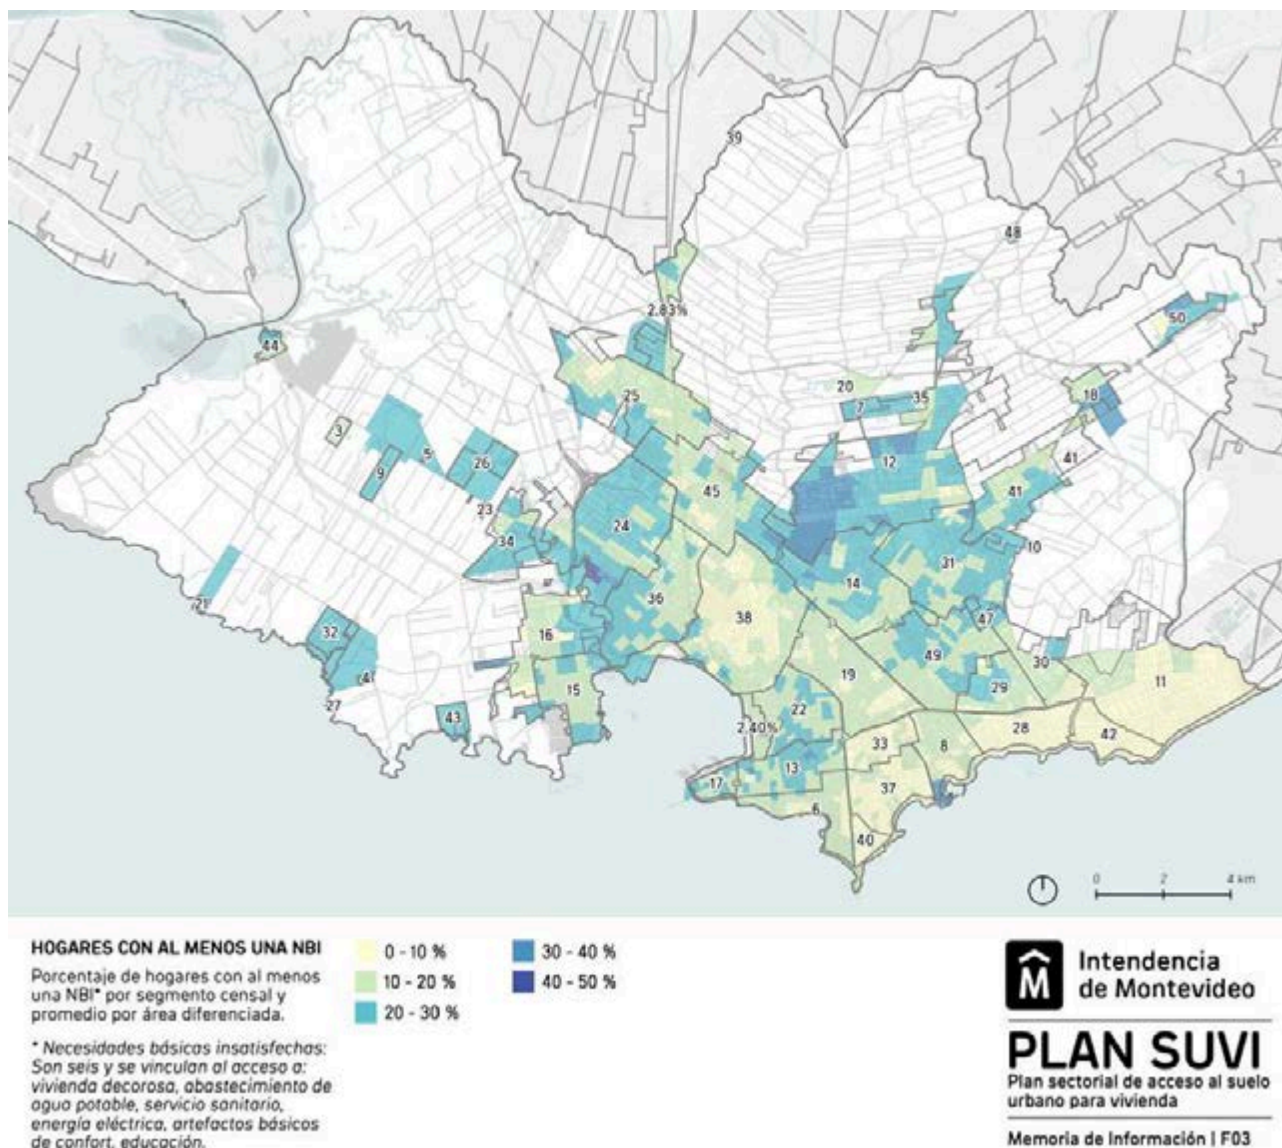 39
48
2.83%
50
44
20
25
7
35
18
3
5
12
41
9
26
45
41
23
24
34
10
14
31
21
36
16
38
47
32
49
30
4
15
19
29
11
27
43
22
2.40%
33
8
28
42
17
13
37
6
40
0 2 4 km
HOGARES CON AL MENOS UNA NBI
Porcentaje de hogares con al menos
una NBI* por segmento censal y
promedio por área diferenciada.
* Necesidades básicas insatisfechas:
Son seis y se vinculan al acceso a:
vivienda decorosa, abastecimiento de
agua potable, servicio sanitario,
energía eléctrica, artefactos básicos
de confort, educación.
0 - 10 %
10 - 20 %
20 - 30 %
30 - 40 %
40 - 50 %
Intendencia
de Montevideo
PLAN SUVI
Plan sectorial de acceso al suelo
urbano para vivienda
Memoria de Información | F03